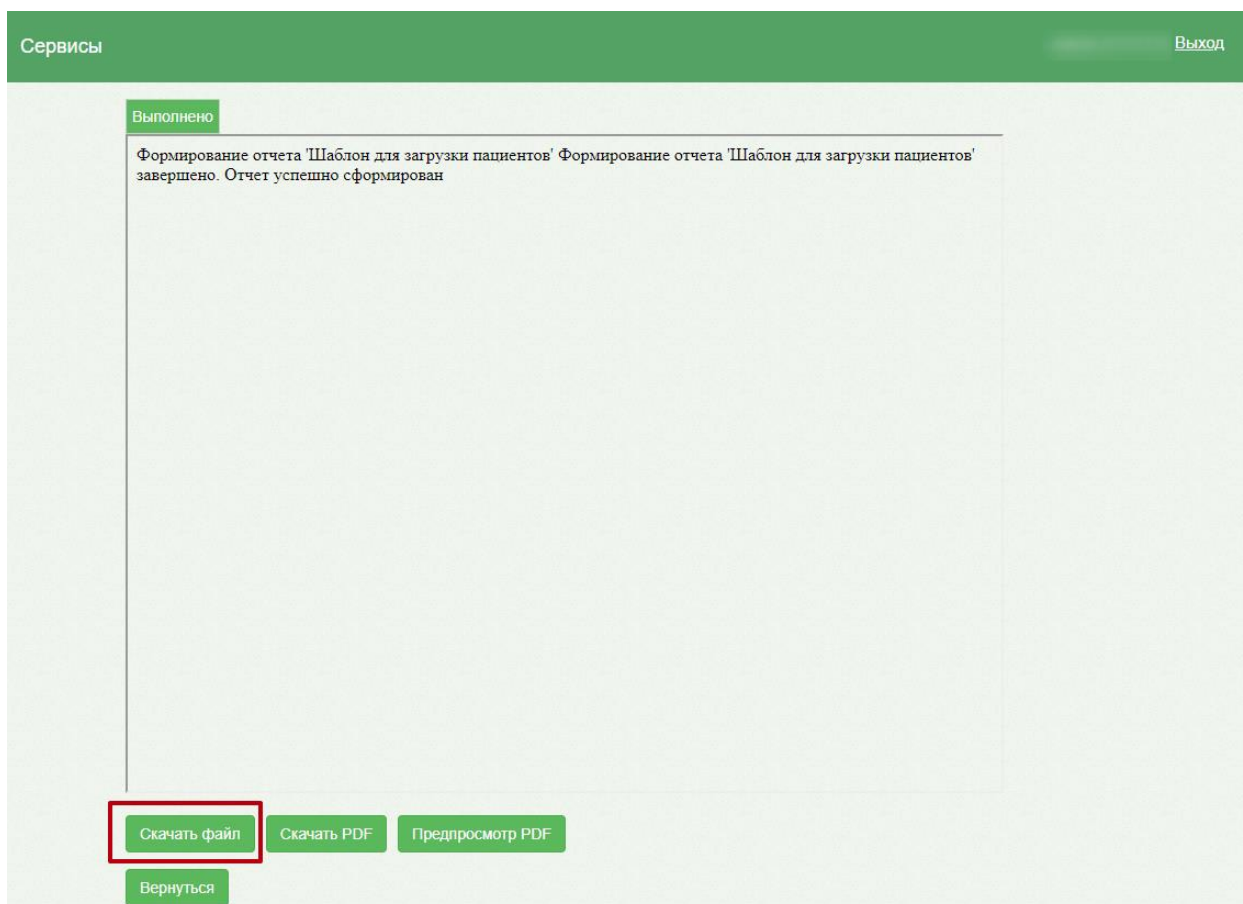 Сервисы
Выход
Выполнено
Формирование отчета 'Шаблон для загрузки пациентов' Формирование отчета 'Шаблон для загрузки пациентов'
завершено. Отчет успешно сформирован
Скачать файл Скачать PDF Предпросмотр PDF
Вернуться